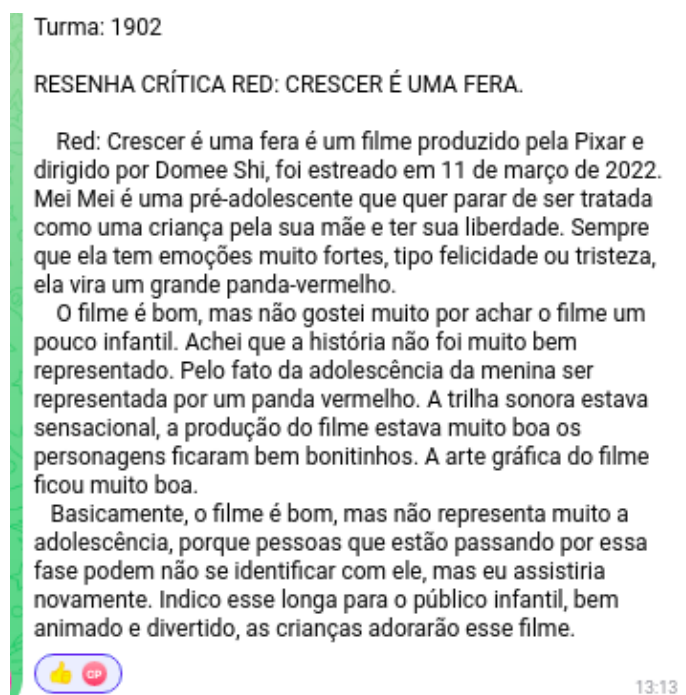 Turma: 1902
RESENHA CRÍTICA RED: CRESCER É UMA FERA.
Red: Crescer é uma fera é um filme produzido pela Pixar e
dirigido por Domee Shi, foi estreado em 11 de março de 2022.
Mei Mei é uma pré-adolescente que quer parar de ser tratada
como uma criança pela sua mãe e ter sua liberdade. Sempre
que ela tem emoções muito fortes, tipo felicidade ou tristeza,
ela vira um grande panda-vermelho.
O filme é bom, mas não gostei muito por achar o filme um
pouco infantil. Achei que a história não foi muito bem
representado. Pelo fato da adolescência da menina ser
representada por um panda vermelho. A trilha sonora estava
sensacional, a produção do filme estava muito boa os
personagens ficaram bem bonitinhos. A arte gráfica do filme
ficou muito boa.
Basicamente, o filme é bom, mas não representa muito a
adolescência, porque pessoas que estão passando por essa
fase podem não se identificar com ele, mas eu assistiria
novamente. Indico esse longa para o público infantil, bem
animado e divertido, as crianças adorarão esse filme.
GP
13:13